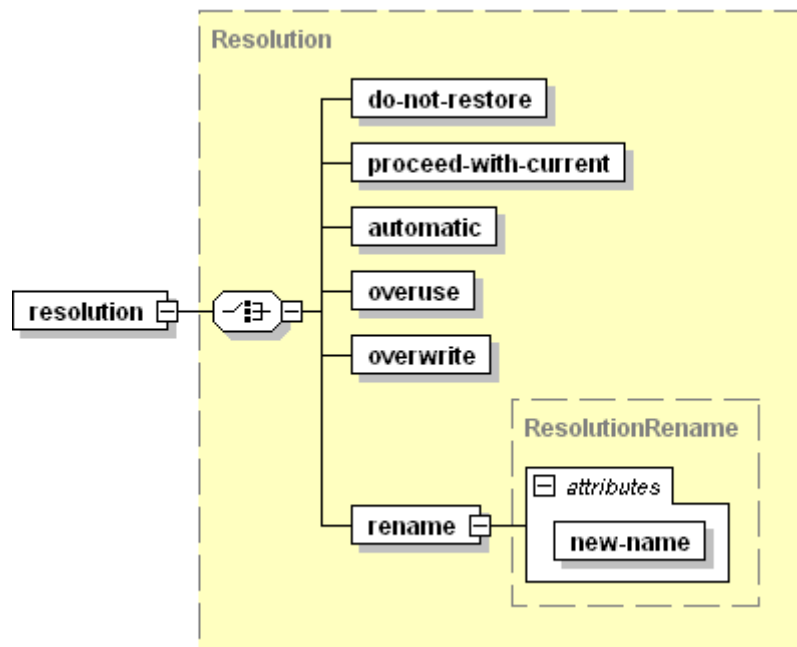 Resolution
do-not-restore
proceed-with-current
automatic
overuse
resolution
overwrite
ResolutionRename
attributes
rename
new-name